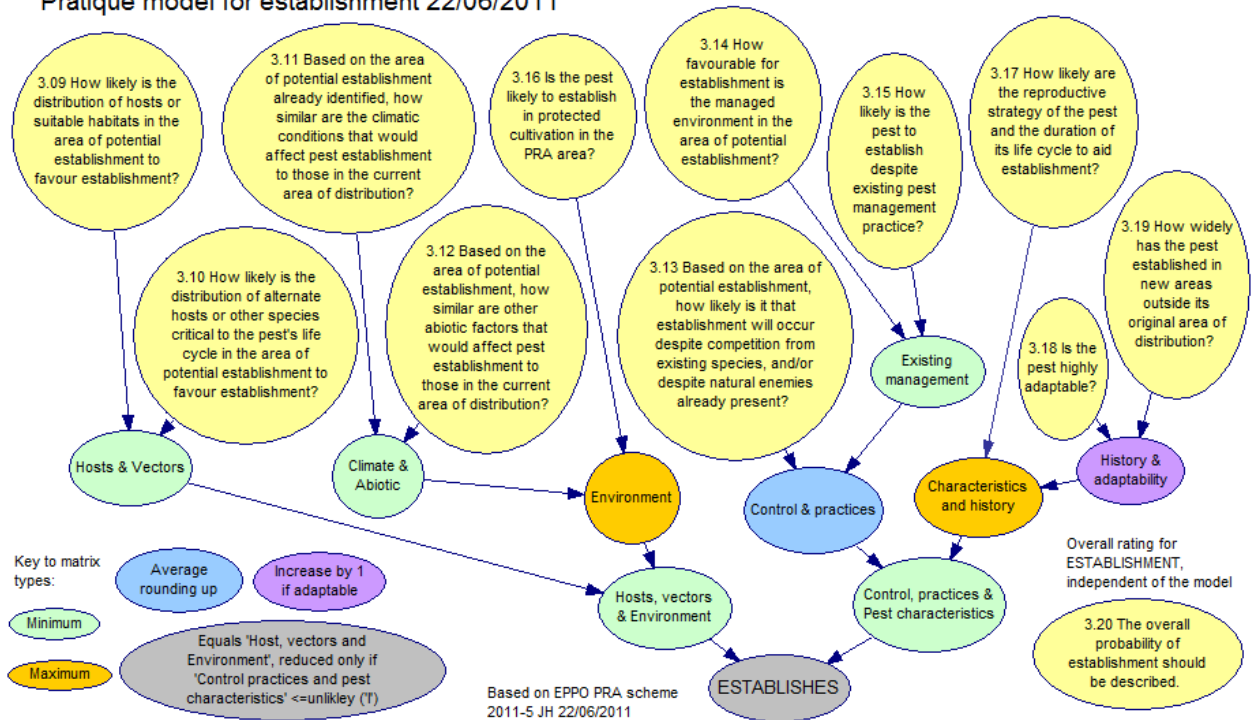 Pratique model for establishment 22/06/2011
3.09 How likely is the
distribution of hosts or
suitable habitats in the
area of potential
establishment to
favour establishment?
3.11 Based on the area
of potential establishment
already identified, how
similar are the climatic
conditions that would
affect pest establishment
to those in the current
area of distribution?
3.16 Is the pest
likely to establish
in protected
cultivation in the
PRA area?
3.14 How
favourable for
establishment is
the managed
environment in the
area of potential
establishment?
3.15 How
likely is the
pest to
establish
despite
existing pest
management
practice?
3.17 How likely are
the reproductive
strategy of the pest
and the duration of
its life cycle to aid
establishment?
3.19 How widely
has the pest
established in
new areas
outside its
original area of
distribution?
3.10 How likely is the
distribution of alternate
hosts or other species
critical to the pest's life
cycle in the area of
potential establishment to
favour establishment?
3.12 Based on the
area of potential
establishment, how
similar are other
abiotic factors that
would affect pest
establishment to
those in the current
area of distribution?
3.13 Based on the area of
potential establishment,
how likely is it that
establishment will occur
despite competition from
existing species, and/or
despite natural enemies
already present?
3.18 Is the
pest highly
adaptable?
Existing
management
Hosts & Vectors
Climate &
Abiotic
Environment
Control & practices
Characteristics
and history
History &
adaptability
Key to matrix
types:
Average
rounding up
Increase by 1
if adaptable
Minimum
Maximum
Equals 'Host, vectors and
Environment', reduced only if
'Control practices and pest
characteristics' <=unlikley ('l')
Hosts, vectors
& Environment
Control, practices &
Pest characteristics
ESTABLISHES
Based on EPPO PRA scheme
2011-5 JH 22/06/2011
Overall rating for
ESTABLISHMENT,
independent of the model
3.20 The overall
probability of
establishment should
be described.